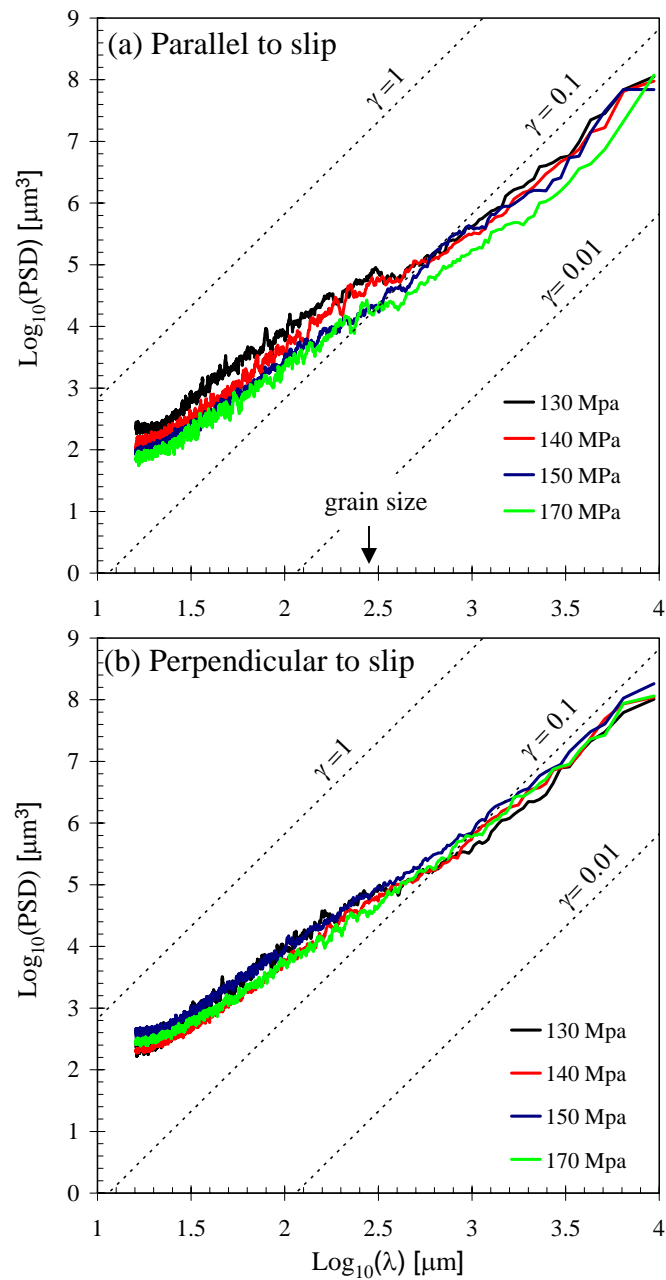 9
(a) Parallel to slip
8
γ = 1
γ = 0.1
7
6
5
Log10(PSD) [μm³]
4
γ = 0.01
3
130 Mpa
140 MPa
2
150 MPa
grain size
170 MPa
1
0
1 1.5 2 2.5 3 3.5 4
9
(b) Perpendicular to slip
8
γ = 1
γ = 0.1
7
6
5
Log10(PSD) [μm³]
4
γ = 0.01
3
130 Mpa
2
140 Mpa
150 Mpa
1
170 Mpa
0
1 1.5 2 2.5 3 3.5 4
Log10(λ) [μm]